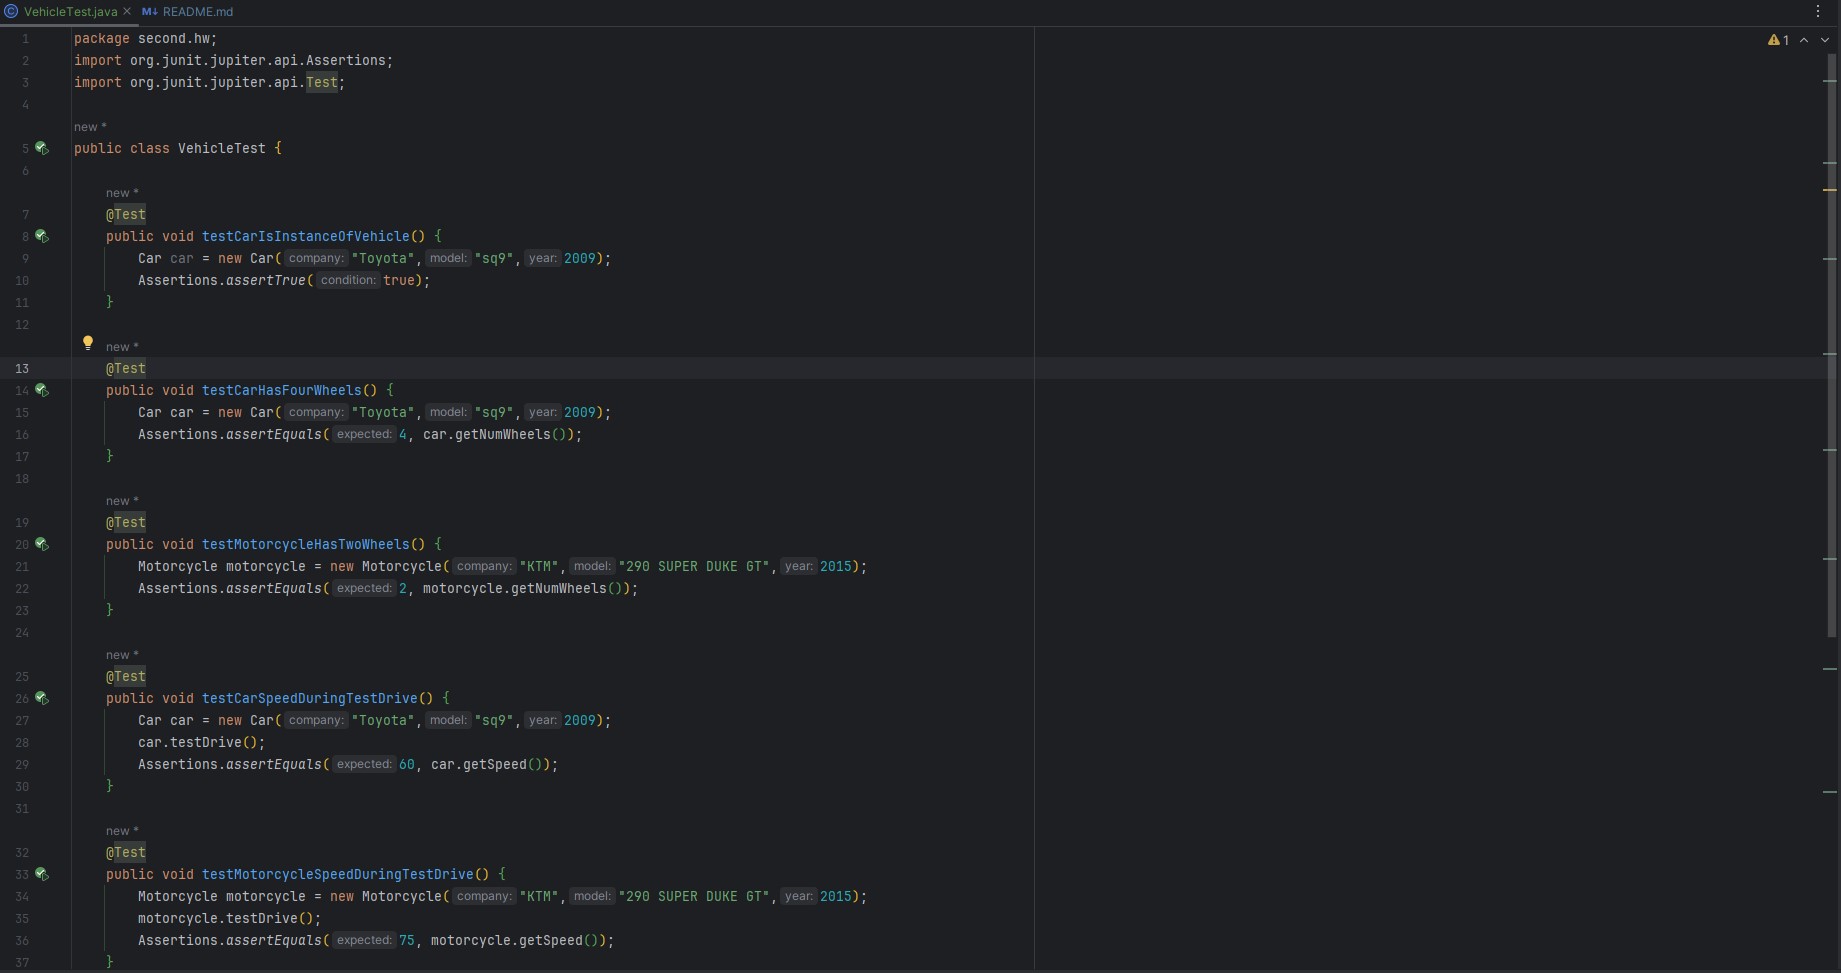 VehicleTest.java × M↓ README.md
1 package second.hw; ⚠ 1
2 import org.junit.jupiter.api.Assertions;
3 import org.junit.jupiter.api.Test;
4
new *
5 public class VehicleTest {
6
new *
7 @Test
8 public void testCarIsInstanceOfVehicle() {
9 Car car = new Car( company: "Toyota", model: "sq9", year: 2009);
10 Assertions.assertTrue( condition: true);
11 }
12
new *
13 @Test
14 public void testCarHasFourWheels() {
15 Car car = new Car( company: "Toyota", model: "sq9", year: 2009);
16 Assertions.assertEquals( expected: 4, car.getNumWheels());
17 }
18
new *
19 @Test
20 public void testMotorcycleHasTwoWheels() {
21 Motorcycle motorcycle = new Motorcycle( company: "KTM", model: "290 SUPER DUKE GT", year: 2015);
22 Assertions.assertEquals( expected: 2, motorcycle.getNumWheels());
23 }
24
new *
25 @Test
26 public void testCarSpeedDuringTestDrive() {
27 Car car = new Car( company: "Toyota", model: "sq9", year: 2009);
28 car.testDrive();
29 Assertions.assertEquals( expected: 60, car.getSpeed());
30 }
31
new *
32 @Test
33 public void testMotorcycleSpeedDuringTestDrive() {
34 Motorcycle motorcycle = new Motorcycle( company: "KTM", model: "290 SUPER DUKE GT", year: 2015);
35 motorcycle.testDrive();
36 Assertions.assertEquals( expected: 75, motorcycle.getSpeed());
37 }